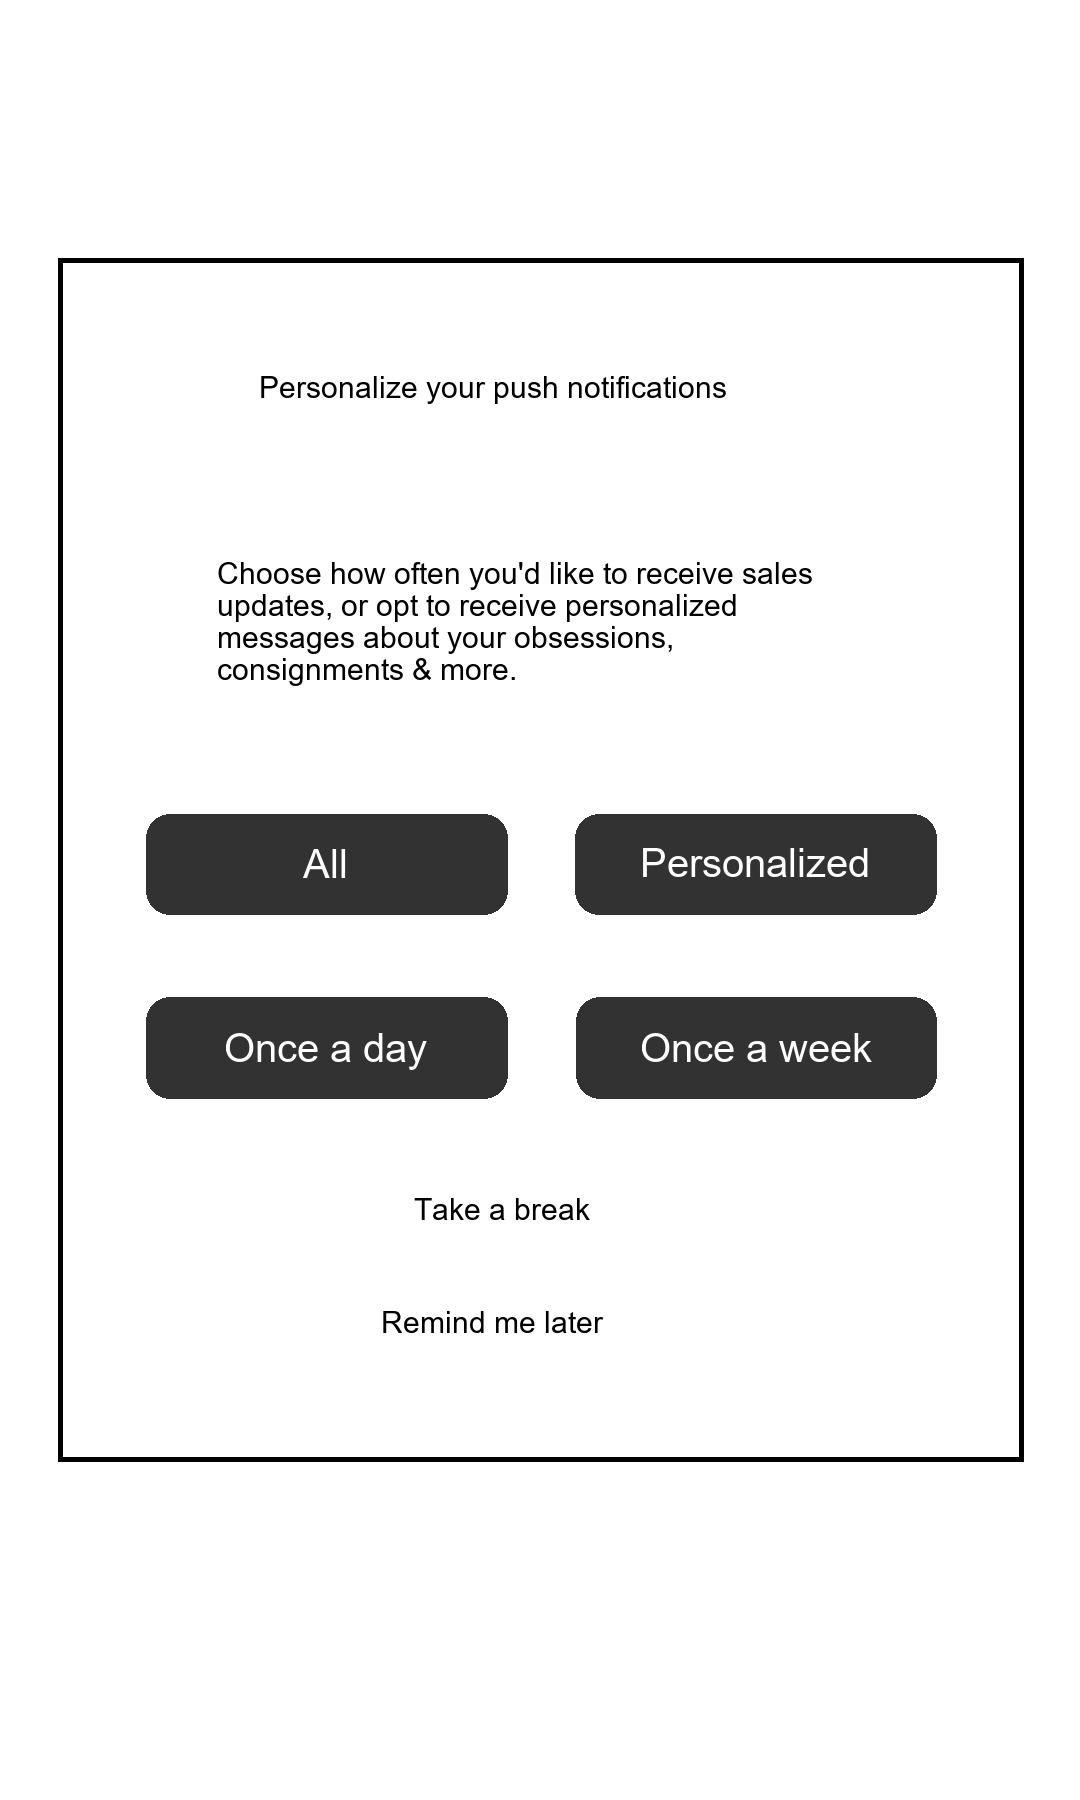 Personalize your push notifications
Choose how often you'd like to receive sales
updates, or opt to receive personalized
messages about your obsessions,
consignments & more.
All
Personalized
Once a day
Once a week
Take a break
Remind me later